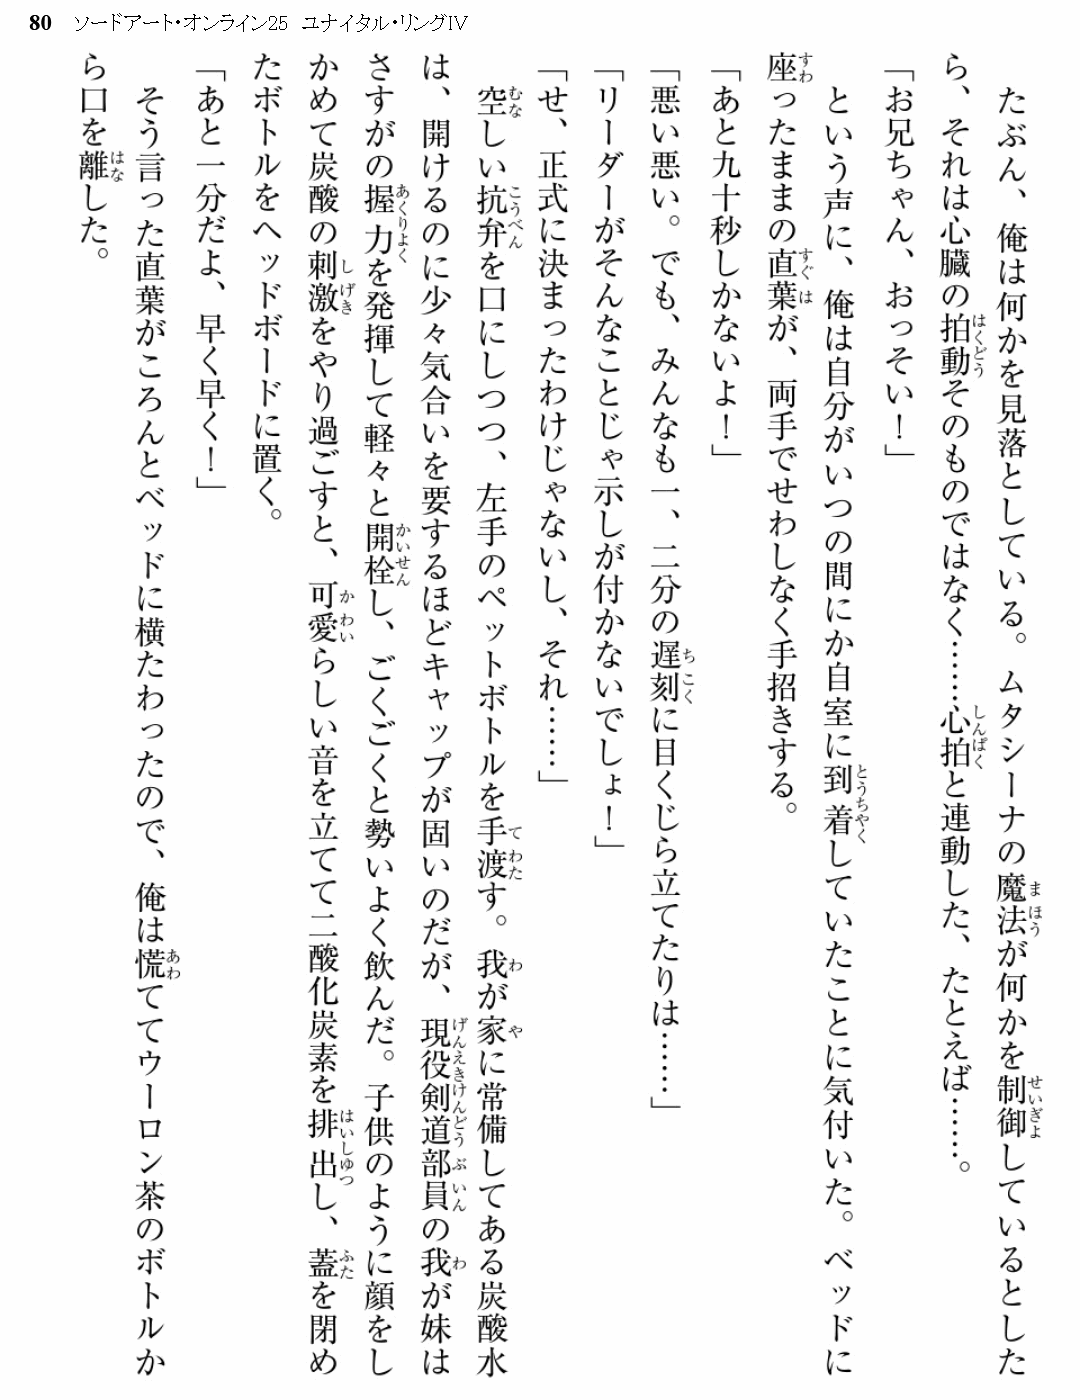 80 ソードアート・オンライン25 ユナイタル・リングIV
たぶん、俺は何かを見落としている。ムタシーナの魔法が何かを制御しているとした
ら、それは心臓の拍動そのものではなく……心拍と連動した、たとえば……。
「お兄ちゃん、おっそい！」
という声に、俺は自分がいつの間にか自室に到着していたことに気付いた。ベッドに
座ったままの直葉が、両手でせわしなく手招きする。
「あと九十秒しかないよ！」
「悪い悪い。でも、みんなも一、二分の遅刻に目くじら立てたりは……」
「リーダーがそんなことじゃ示しが付かないでしょ！」
「せ、正式に決まったわけじゃないし、それ……」
空しい抗弁を口にしつつ、左手のペットボトルを手渡す。我が家に常備してある炭酸水
は、開けるのに少々気合いを要するほどキャップが固いのだが、現役剣道部員の我が妹は
さすがの握力を発揮して軽々と開栓し、ごくごくと勢いよく飲んだ。子供のように顔をし
かめて炭酸の刺激をやり過ごすと、可愛らしい音を立てて二酸化炭素を排出し、蓋を閉め
たボトルをヘッドボードに置く。
「あと一分だよ、早く早く！」
そう言った直葉がころんとベッドに横たわったので、俺は慌ててウーロン茶のボトルか
ら口を離した。